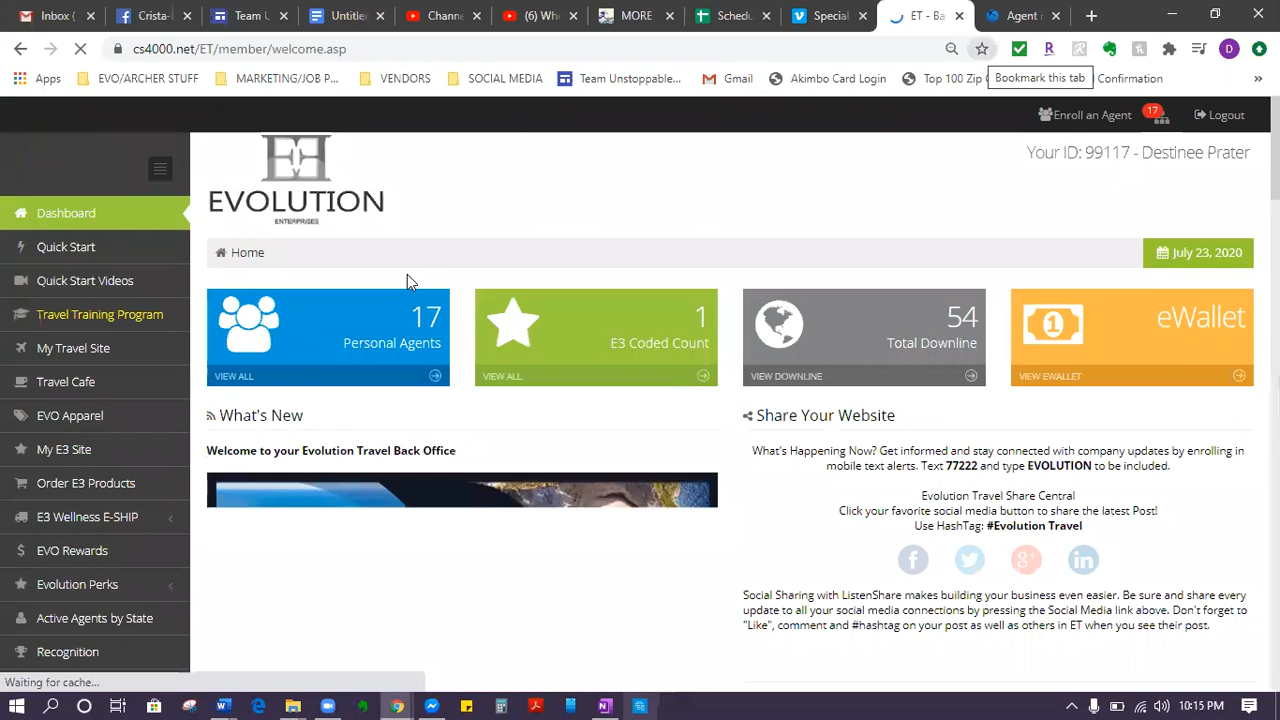 Inbox (
Crista-
Team U
Untitle
Channe
(6) Whe
MORE
Schedu
Special
ET - Ba
Agent r
cs4000.net/ET/member/welcome.asp
Apps
EVO/ARCHER STUFF
MARKETING/JOB P...
VENDORS
SOCIAL MEDIA
Team Unstoppable...
Gmail
Akimbo Card Login
Top 100 Zip C
Confirmation
Bookmark this tab
Enroll an Agent
17
Logout
EVOLUTION
ENTERPRISES
Your ID: 99117 - Destinee Prater
Dashboard
Quick Start
Quick Start Videos
Travel Training Program
My Travel Site
EVO Apparel
My E3 Site
Order E3 Products
E3 Wellness E-SHIP
EVO Rewards
Evolution Perks
Agents By State
Recognition
Home
July 23, 2020
17
Personal Agents
VIEW ALL
1
E3 Coded Count
VIEW ALL
54
Total Downline
VIEW DOWNLINE
1
eWallet
VIEW EWALLET
What's New
Welcome to your Evolution Travel Back Office
Share Your Website
What's Happening Now? Get informed and stay connected with company updates by enrolling in
mobile text alerts. Text 77222 and type EVOLUTION to be included.
Evolution Travel Share Central
Click your favorite social media button to share the latest Post!
Use HashTag: #Evolution Travel
Social Sharing with ListenShare makes building your business even easier. Be sure and share every
update to all your social media connections by pressing the Social Media link above. Don't forget to
"Like", comment and #hashtag on your post as well as others in ET when you see their post.
Waiting for cache...
10:15 PM